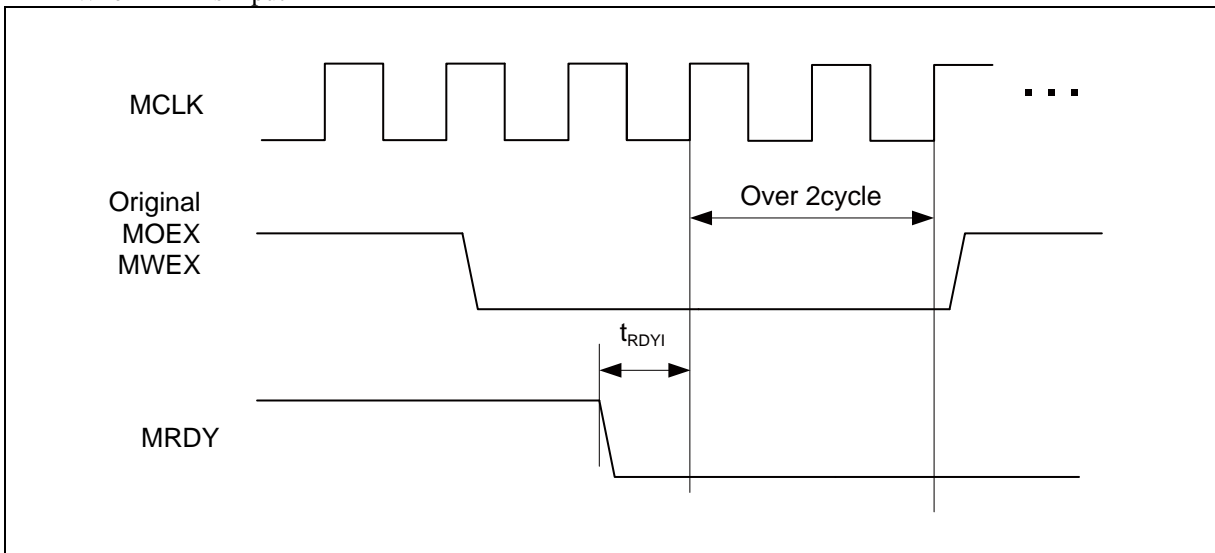 MCLK
. . .
Original
Over 2cycle
MOEX
MWEX
tRDYI
MRDY